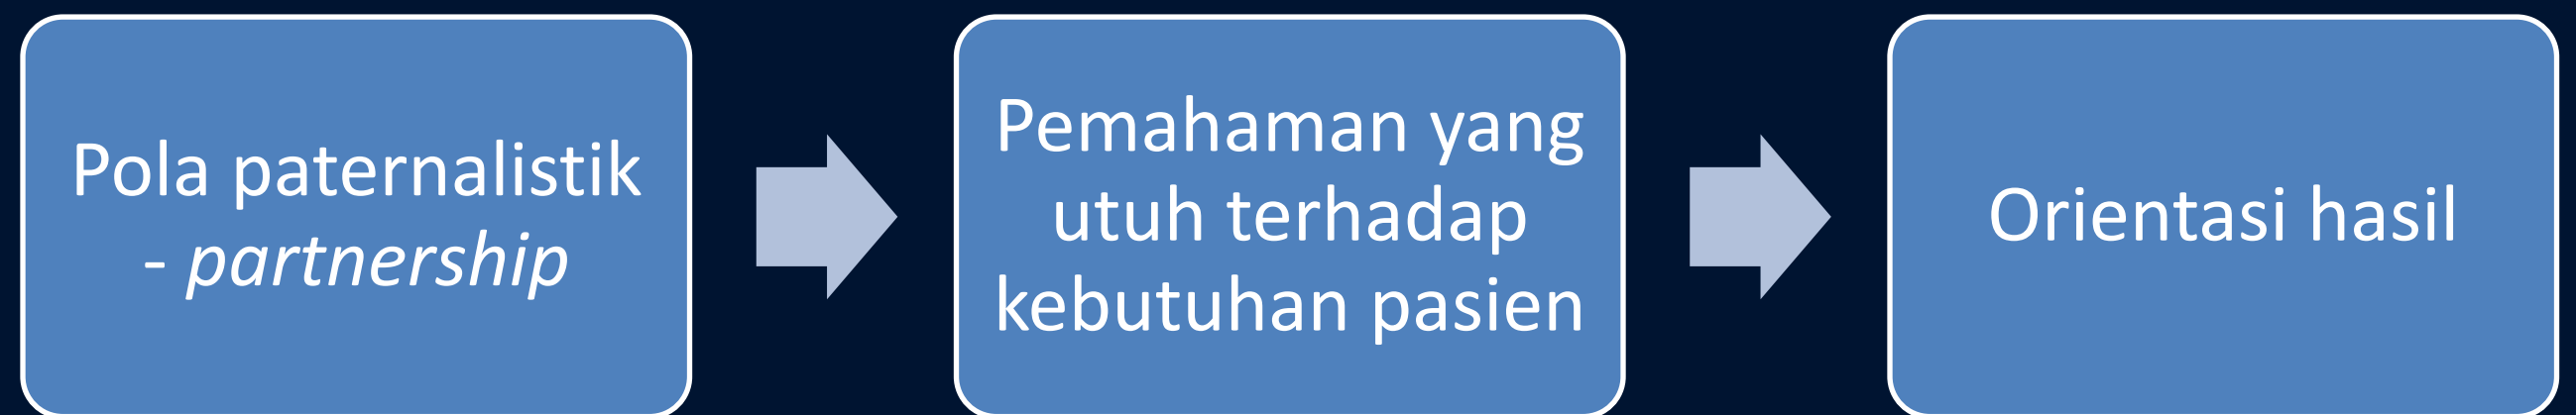 Pola paternalistik
- partnership
Pemahaman yang
utuh terhadap
kebutuhan pasien
Orientasi hasil